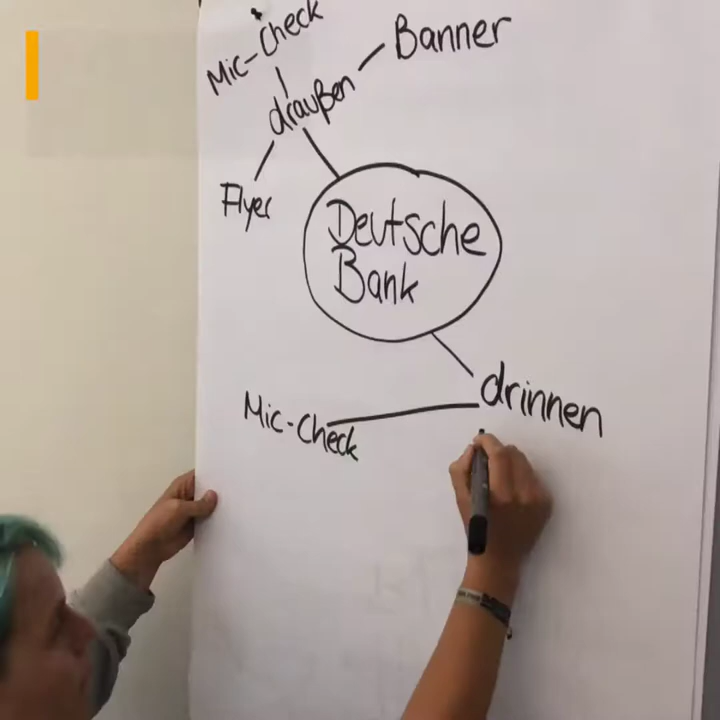 Mic-Check
Banner
draußen
Flyer
Deutsche
Bank
drinnen
Mic-Check